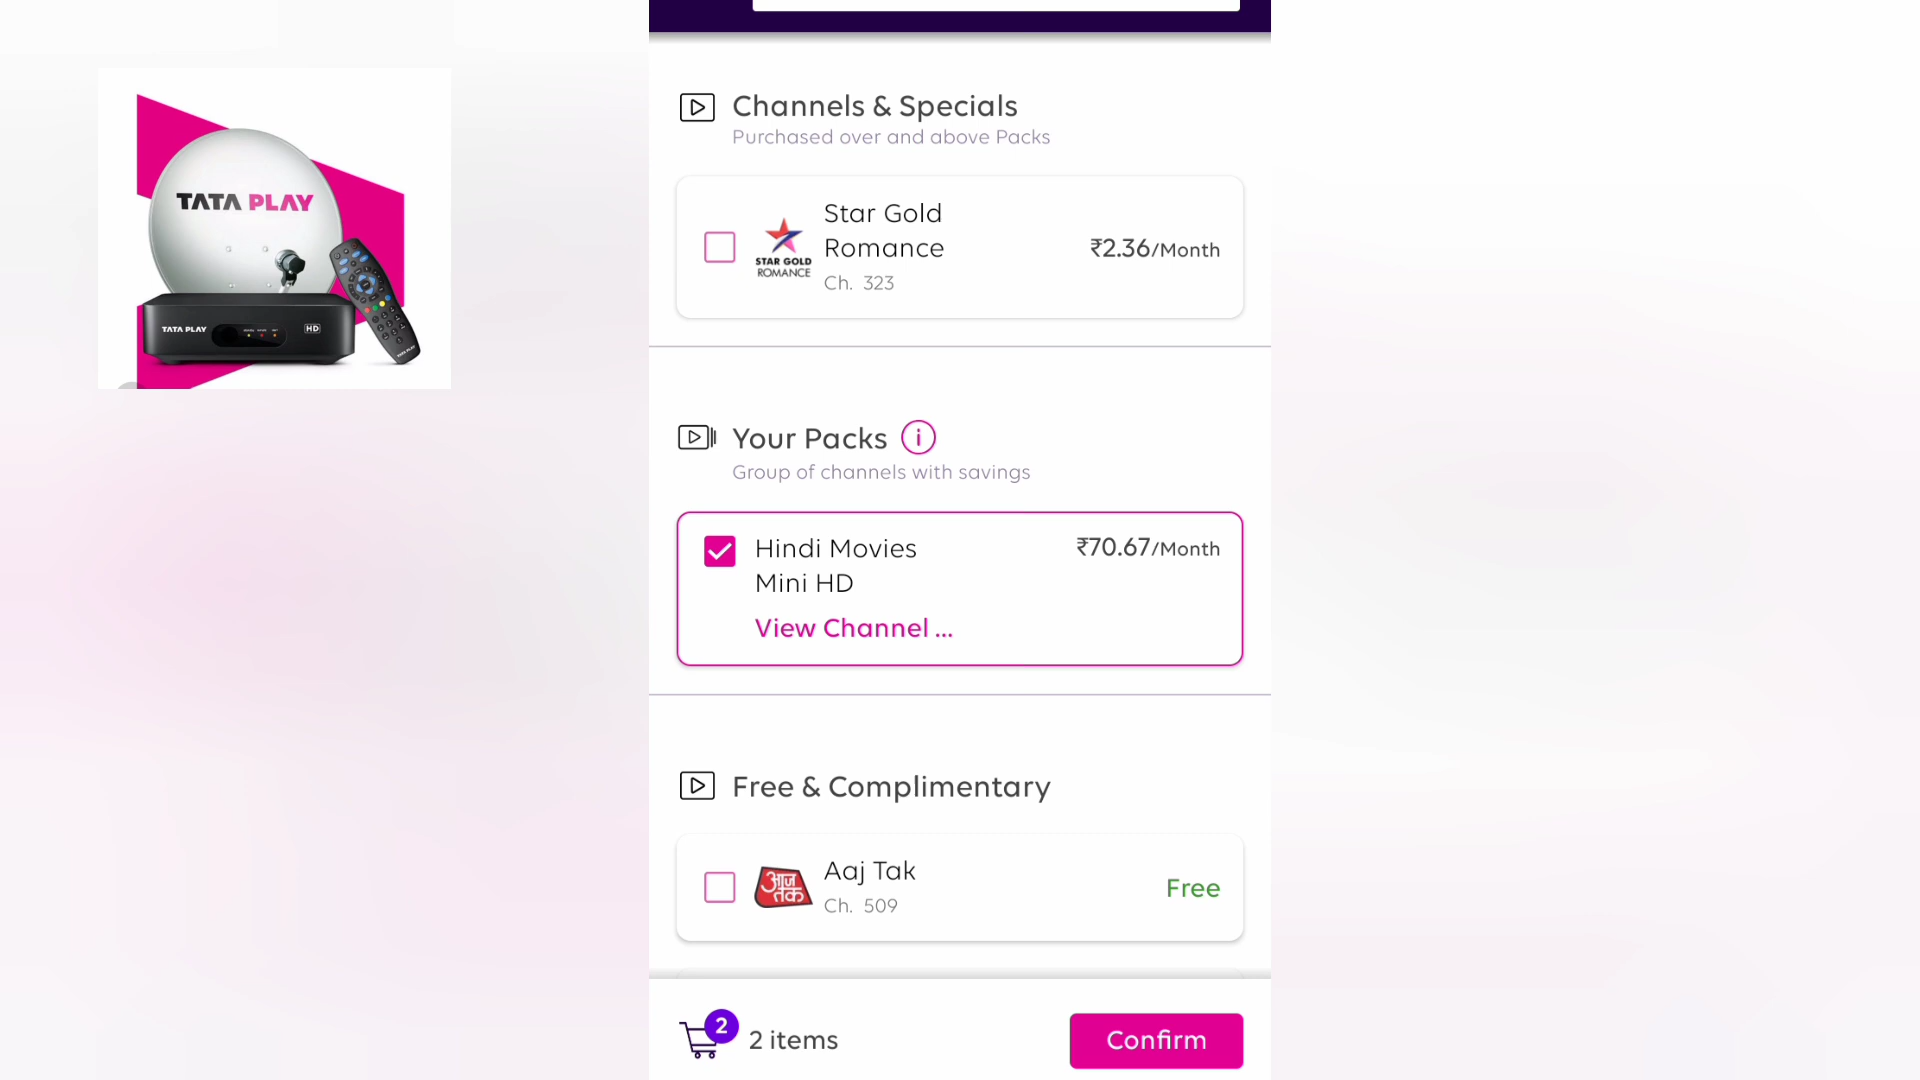 TATA PLAY
TATA PLAY
HD
TATA PLAY
Channels & Specials
Purchased over and above Packs
STAR GOLD
ROMANCE
Star Gold
Romance
Ch. 323
₹2.36/Month
Your Packs i
Group of channels with savings
Hindi Movies
Mini HD
₹70.67/Month
View Channel ...
Free & Complimentary
आज
तक
Aaj Tak
Ch. 509
Free
2
2 items
Confirm